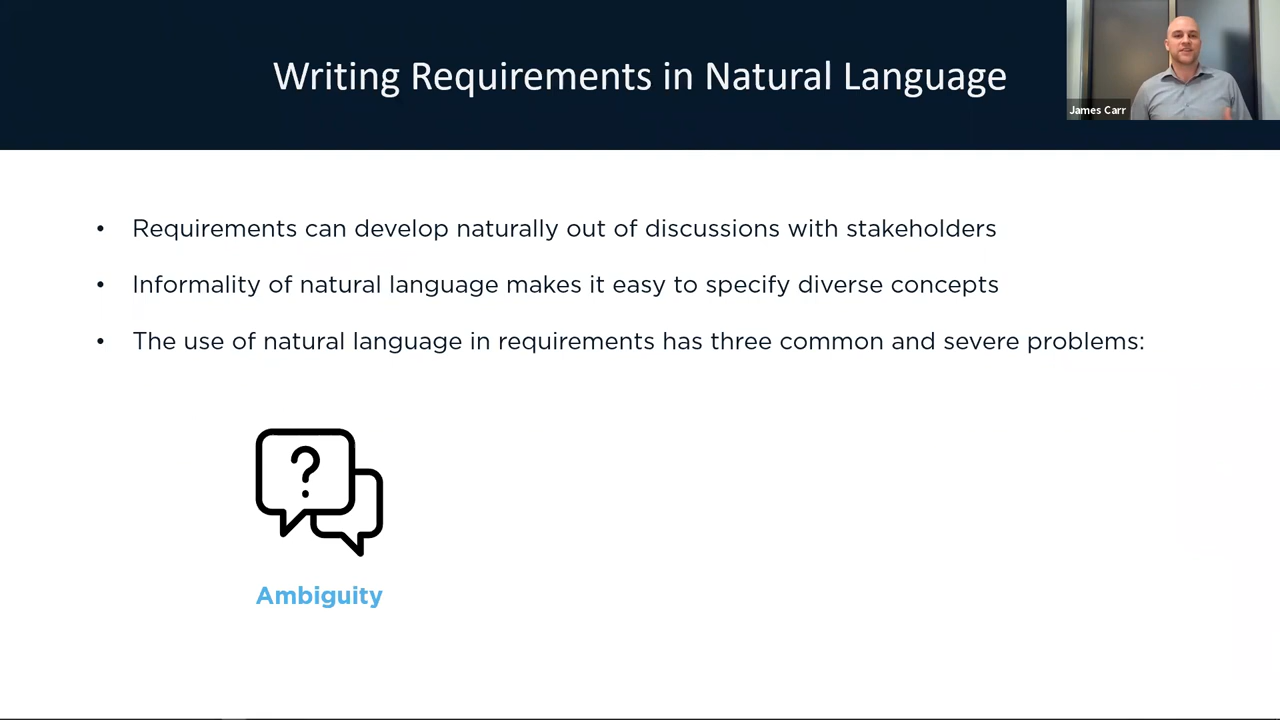 Writing Requirements in Natural Language
James Carr
• Requirements can develop naturally out of discussions with stakeholders
• Informality of natural language makes it easy to specify diverse concepts
• The use of natural language in requirements has three common and severe problems:
?
Ambiguity